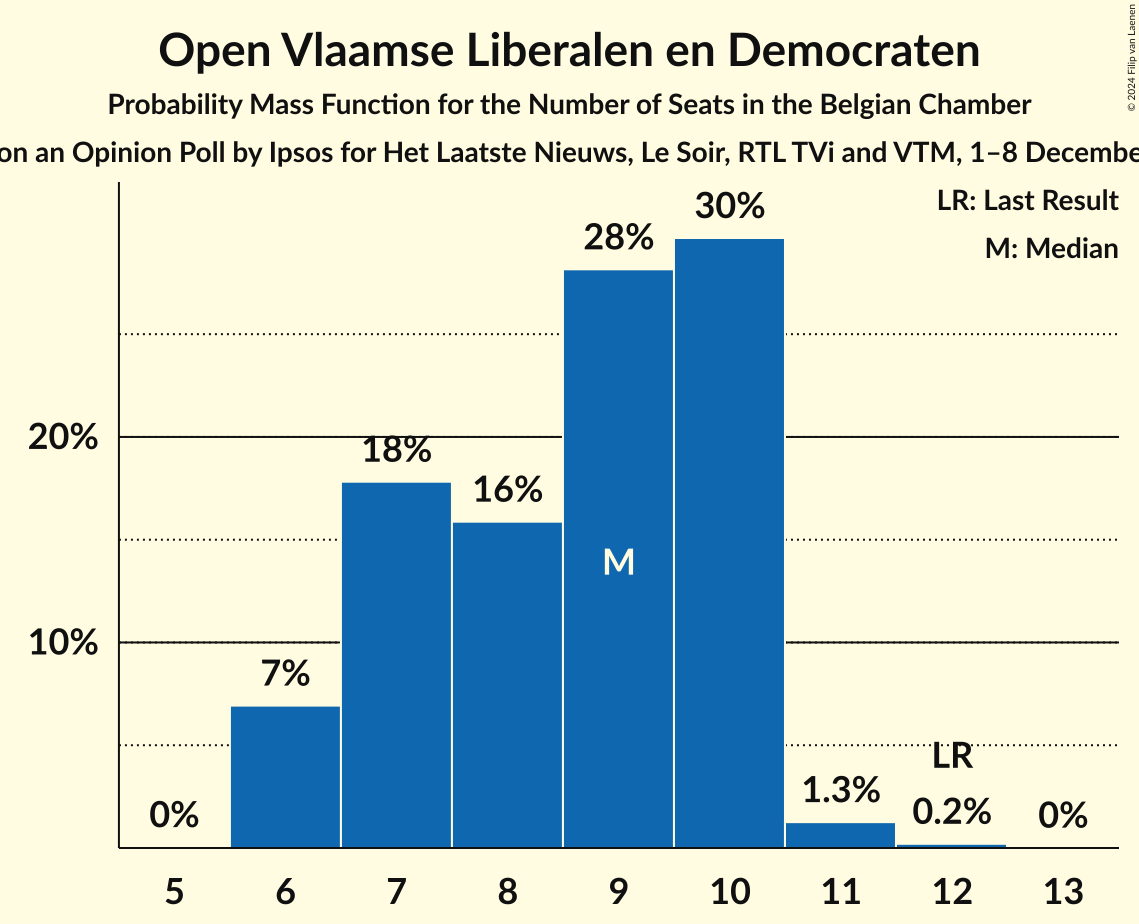 Open Vlaamse Liberalen en Democraten
Probability Mass Function for the Number of Seats in the Belgian Chamber
on an Opinion Poll by Ipsos for Het Laatste Nieuws, Le Soir, RTL TVi and VTM, 1–8 Decembe
© 2024 Filip van Laenen
LR: Last Result
M: Median
30%
28%
20%
18%
16%
M
10%
7%
LR
1.3%
0.2%
0%
0%
5 6 7 8 9 10 11 12 13